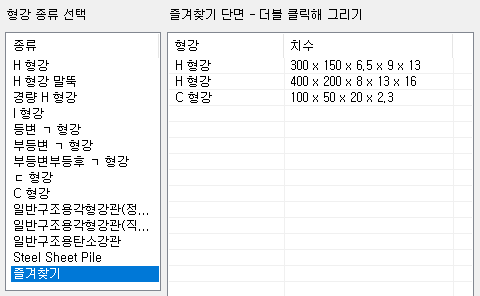 형강 종류 선택
즐겨찾기 단면 - 더블 클릭해 그리기
종류
H 형강
H 형강 말뚝
경량 H 형강
I 형강
등변 ㄱ 형강
부등변 ㄱ 형강
부등변부등후 ㄱ 형강
ㄷ 형강
C 형강
일반구조용각형강관(정,,,
일반구조용각형강관(직,,,
일반구조용탄소강관
Steel Sheet Pile
즐겨찾기
형강 치수
H 형강 300 x 150 x 6,5 x 9 x 13
H 형강 400 x 200 x 8 x 13 x 16
C 형강 100 x 50 x 20 x 2,3